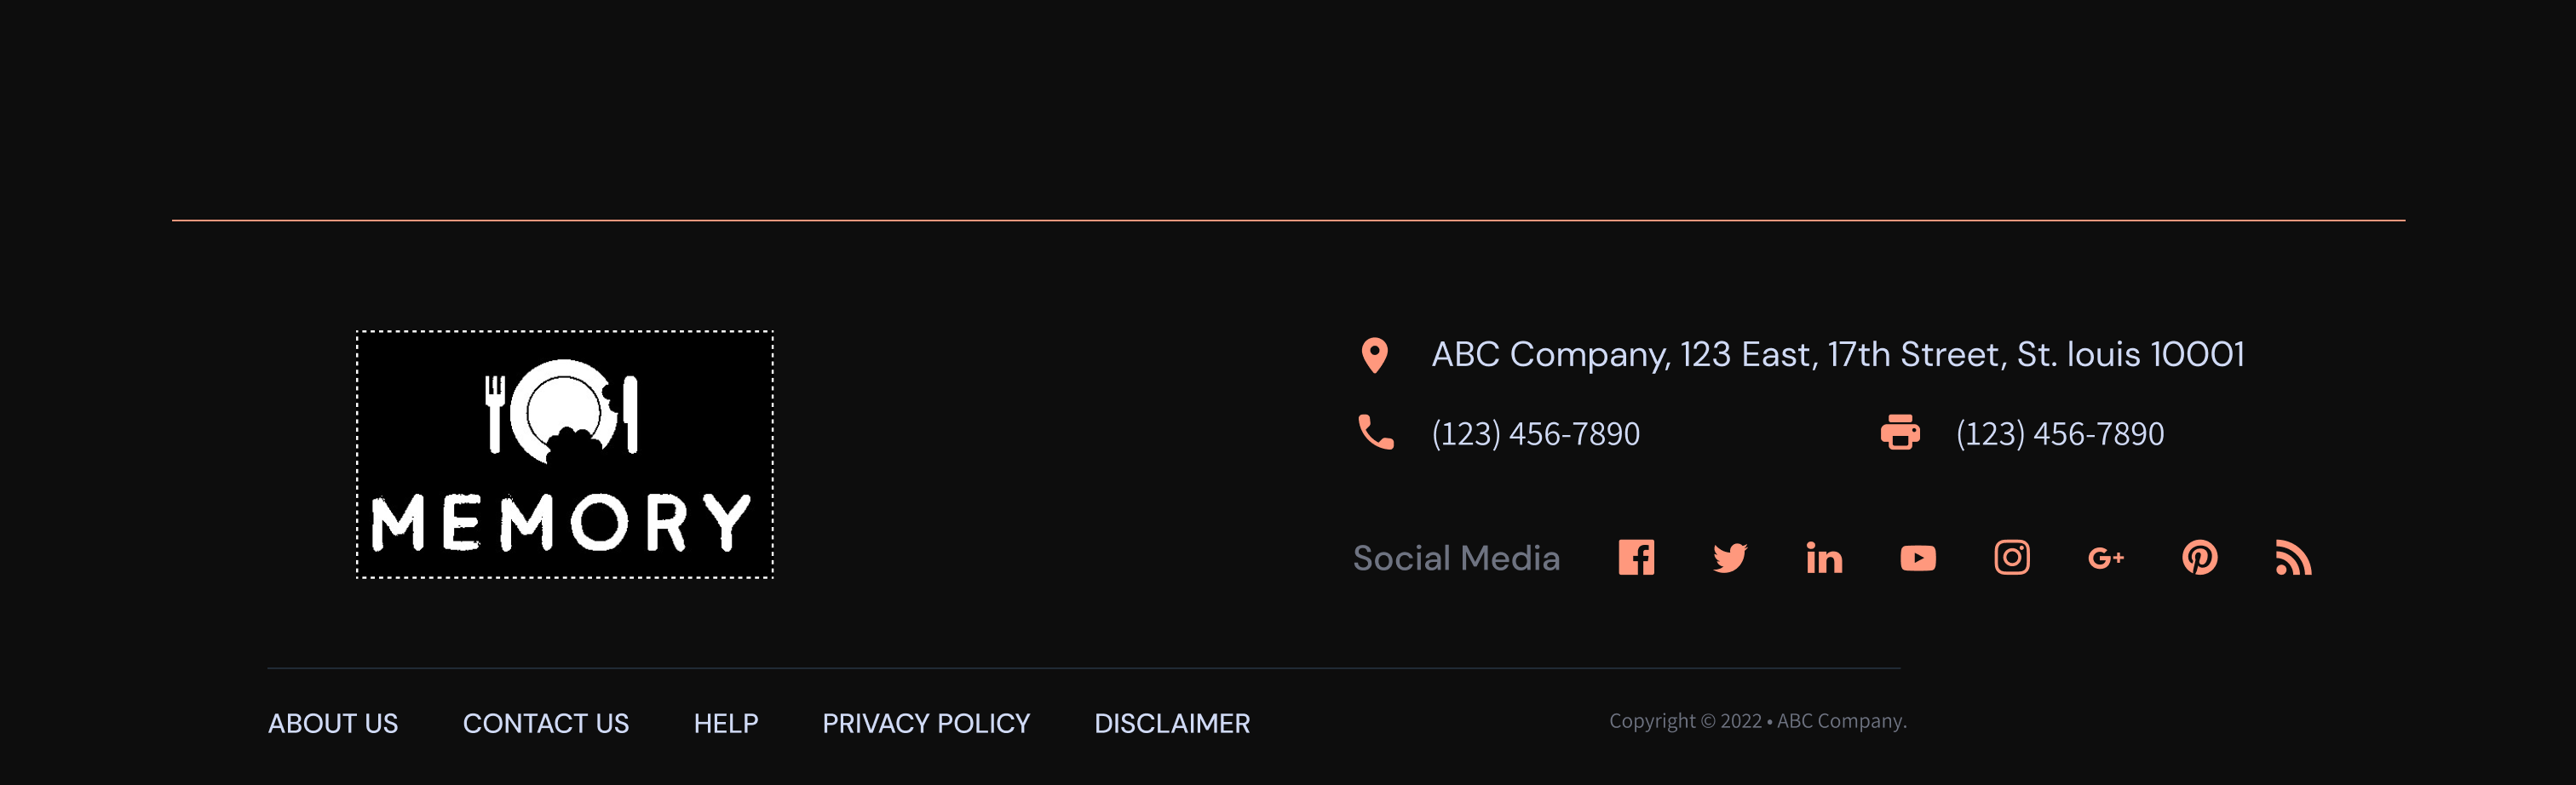 MEMORY
ABC Company, 123 East, 17th Street, St. louis 10001
(123) 456-7890
(123) 456-7890
Social Media
ABOUT US
CONTACT US
HELP
PRIVACY POLICY
DISCLAIMER
Copyright © 2022 • ABC Company.